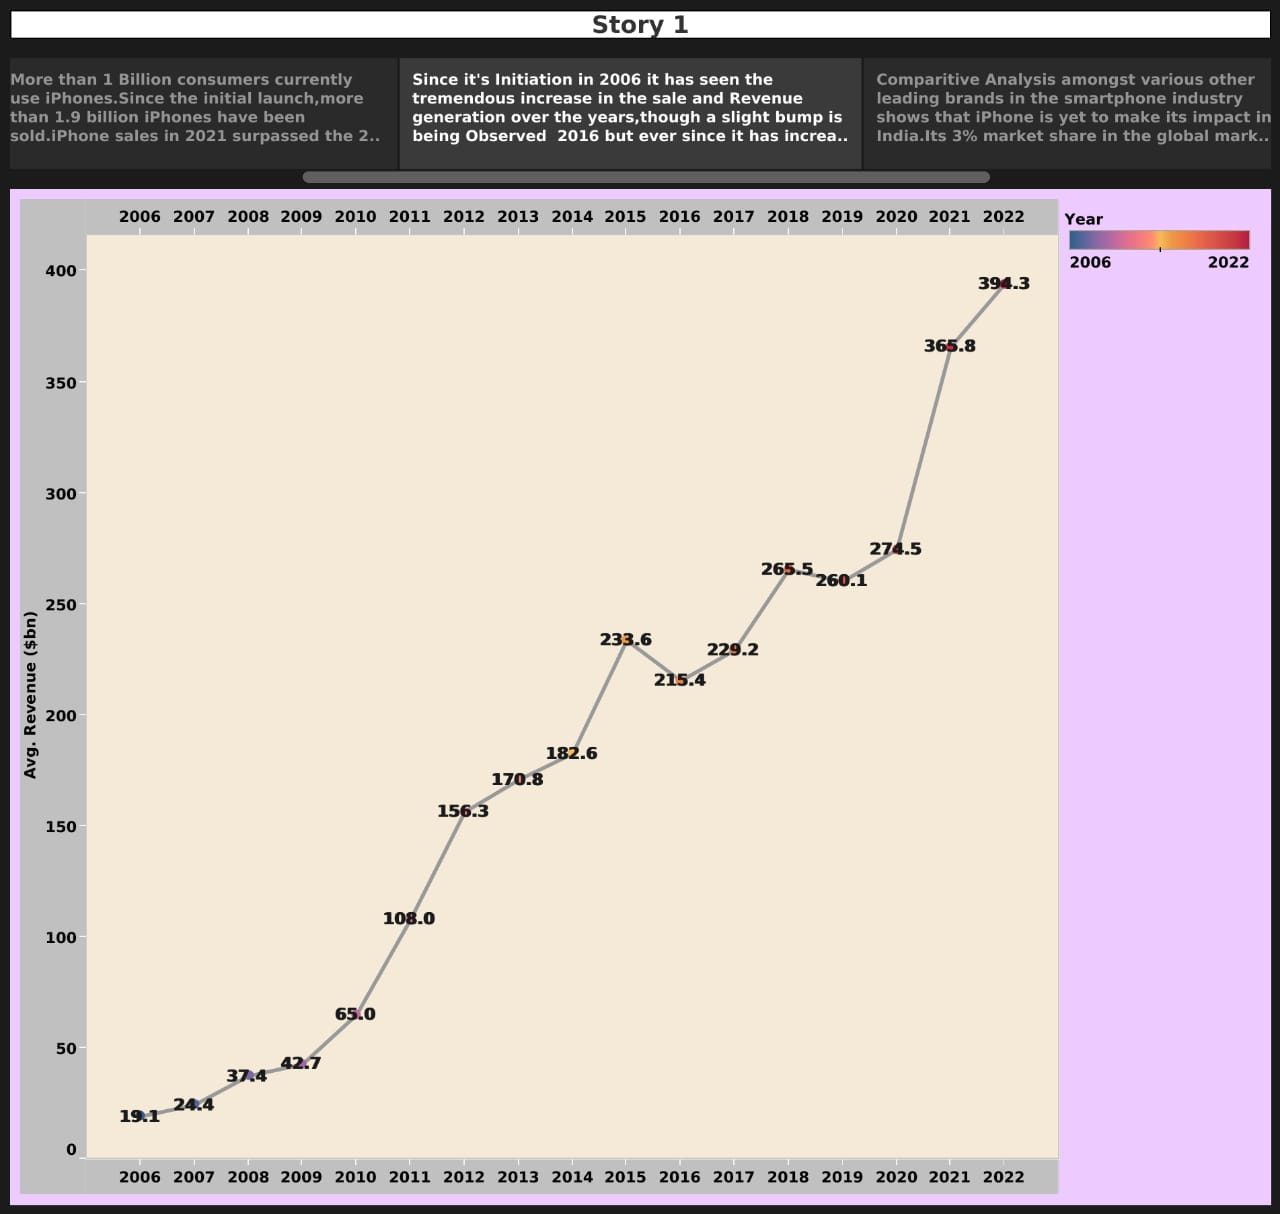 Story 1
More than 1 Billion consumers currently
use iPhones.Since the initial launch,more
than 1.9 billion iPhones have been
sold.iPhone sales in 2021 surpassed the 2..
Since it's Initiation in 2006 it has seen the
tremendous increase in the sale and Revenue
generation over the years,though a slight bump is
being Observed  2016 but ever since it has increa..
Comparitive Analysis amongst various other
leading brands in the smartphone industry
shows that iPhone is yet to make its impact in
India.Its 3% market share in the global mark..
2006 2007 2008 2009 2010 2011 2012 2013 2014 2015 2016 2017 2018 2019 2020 2021 2022
Year
2006 2022
400
394.3
365.8
350
300
274.5
265.5
260.1
250
233.6
229.2
215.4
200
182.6
170.8
156.3
150
108.0
100
65.0
50
42.7
37.4
24.4
19.1
0
Avg. Revenue ($bn)
2006 2007 2008 2009 2010 2011 2012 2013 2014 2015 2016 2017 2018 2019 2020 2021 2022